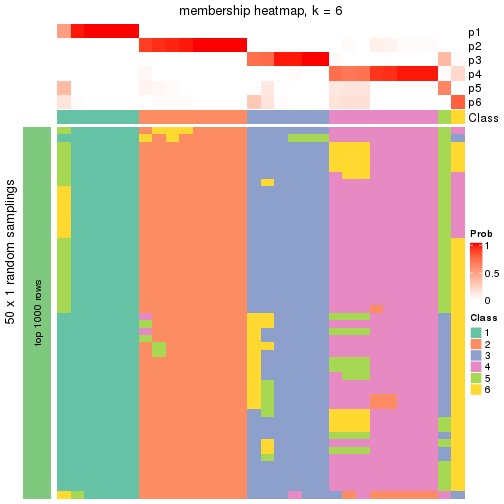 membership heatmap, k = 6
p1
p2
p3
p4
p5
p6
Class
50 x 1 random samplings
top 1000 rows
Prob
1
0.5
0
Class
1
2
3
4
5
6